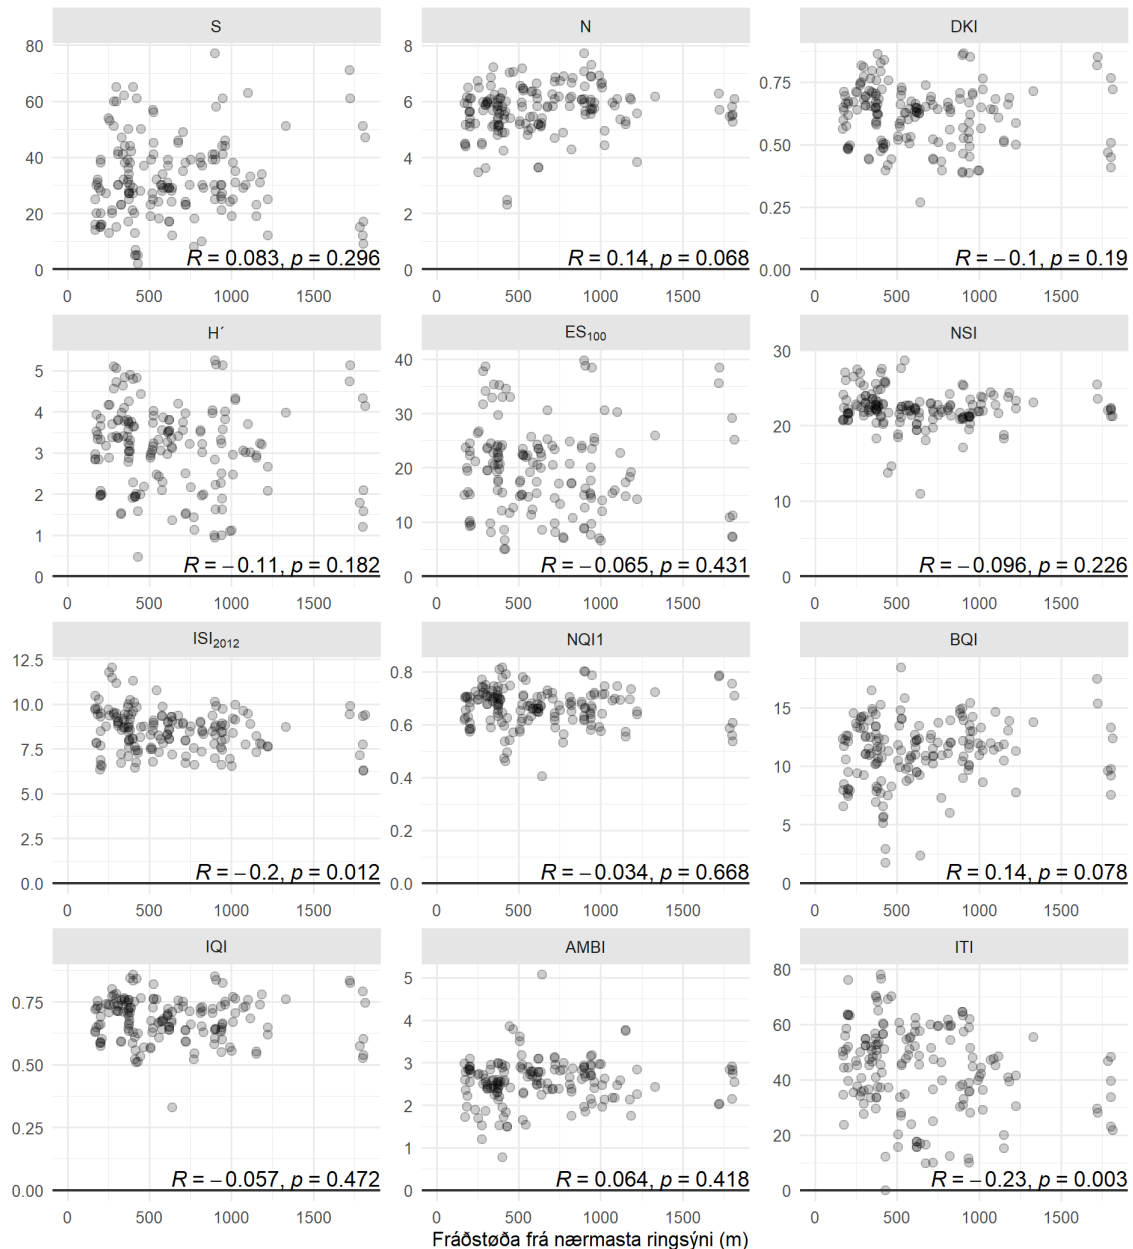 S N DKI
80 60 40 20 0
8 6 4 2 0
0.75 0.50 0.25 0.00
R = 0.083, p = 0.296
R = 0.14, p = 0.068
R = −0.1, p = 0.19
0 500 1000 1500
0 500 1000 1500
0 500 1000 1500
H´ ES100 NSI
5 4 3 2 1 0
40 30 20 10 0
30 20 10 0
R = −0.11, p = 0.182
R = −0.065, p = 0.431
R = −0.096, p = 0.226
0 500 1000 1500
0 500 1000 1500
0 500 1000 1500
ISI2012 NQI1 BQI
12.5 10.0 7.5 5.0 2.5 0.0
0.8 0.6 0.4 0.2 0.0
15 10 5 0
R = −0.2, p = 0.012
R = −0.034, p = 0.668
R = 0.14, p = 0.078
0 500 1000 1500
0 500 1000 1500
0 500 1000 1500
IQI AMBI ITI
0.75 0.50 0.25 0.00
5 4 3 2 1 0
80 60 40 20 0
R = −0.057, p = 0.472
R = 0.064, p = 0.418
R = −0.23, p = 0.003
0 500 1000 1500
0 500 1000 1500
0 500 1000 1500
Fráðstøða frá nærmasta ringsýni (m)